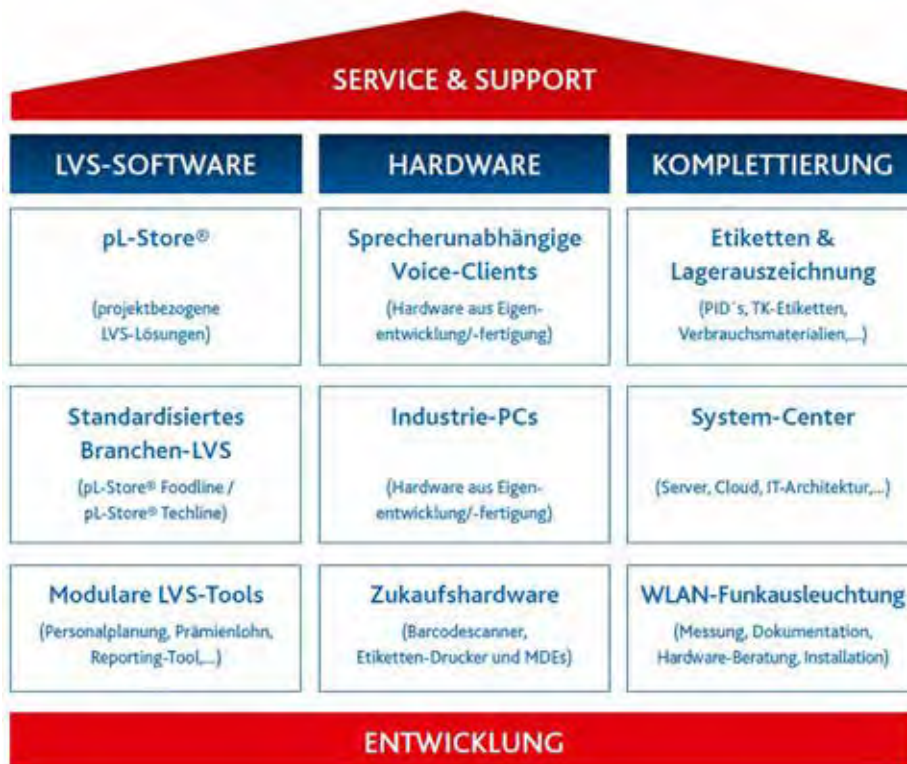 SERVICE & SUPPORT
LVS-SOFTWARE
HARDWARE
KOMPLETTIERUNG
pL-Store®
(projektbezogene
LVS-Lösungen)
Sprecherunabhängige
Voice-Clients
(Hardware aus Eigen-
entwicklung/-fertigung)
Etiketten &
Lagerauszeichnung
(PID´s, TK-Etiketten,
Verbrauchsmaterialien,...)
Standardisiertes
Branchen-LVS
(pL-Store® Foodline /
pL-Store® Techline)
Industrie-PCs
(Hardware aus Eigen-
entwicklung/-fertigung)
System-Center
(Server, Cloud, IT-Architektur,...)
Modulare LVS-Tools
(Personalplanung, Prämienlohn,
Reporting-Tool,...)
Zukaufshardware
(Barcodescanner,
Etiketten-Drucker und MDEs)
WLAN-Funkausleuchtung
(Messung, Dokumentation,
Hardware-Beratung, Installation)
ENTWICKLUNG